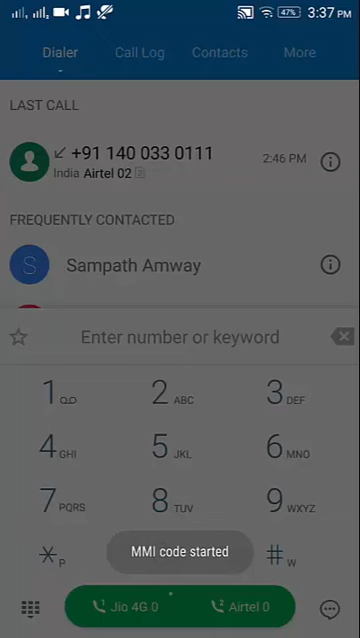 47% 3:37 PM
Dialer Call Log Contacts More
LAST CALL
+91 140 033 0111
2:46 PM
India Airtel 02
FREQUENTLY CONTACTED
S Sampath Amway
Enter number or keyword
1 2 ABC 3 DEF
4 GHI 5 JKL 6 MNO
7 PQRS 8 TUV 9 WXYZ
MMI code started
* P # W
Jio 4G 0 Airtel 0